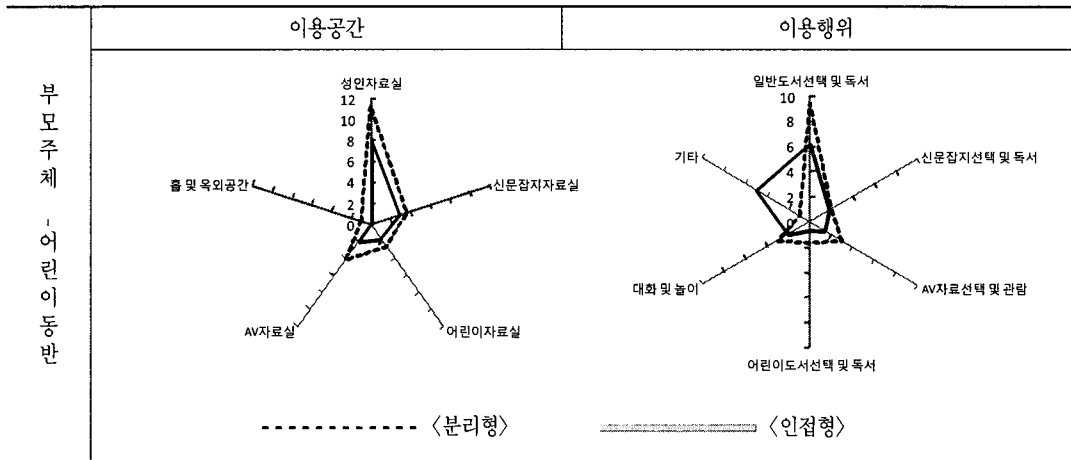 이용공간
이용행위
부모주체 - 어린이동반
성인자료실
12
10
8
6
4
2
0
홀 및 옥외공간
신문잡지자료실
AV자료실
어린이자료실
일반도서선택 및 독서
10
8
6
4
2
0
기타
신문잡지선택 및 독서
대화 및 놀이
AV자료선택 및 관람
어린이도서선택 및 독서
〈분리형〉
〈인접형〉